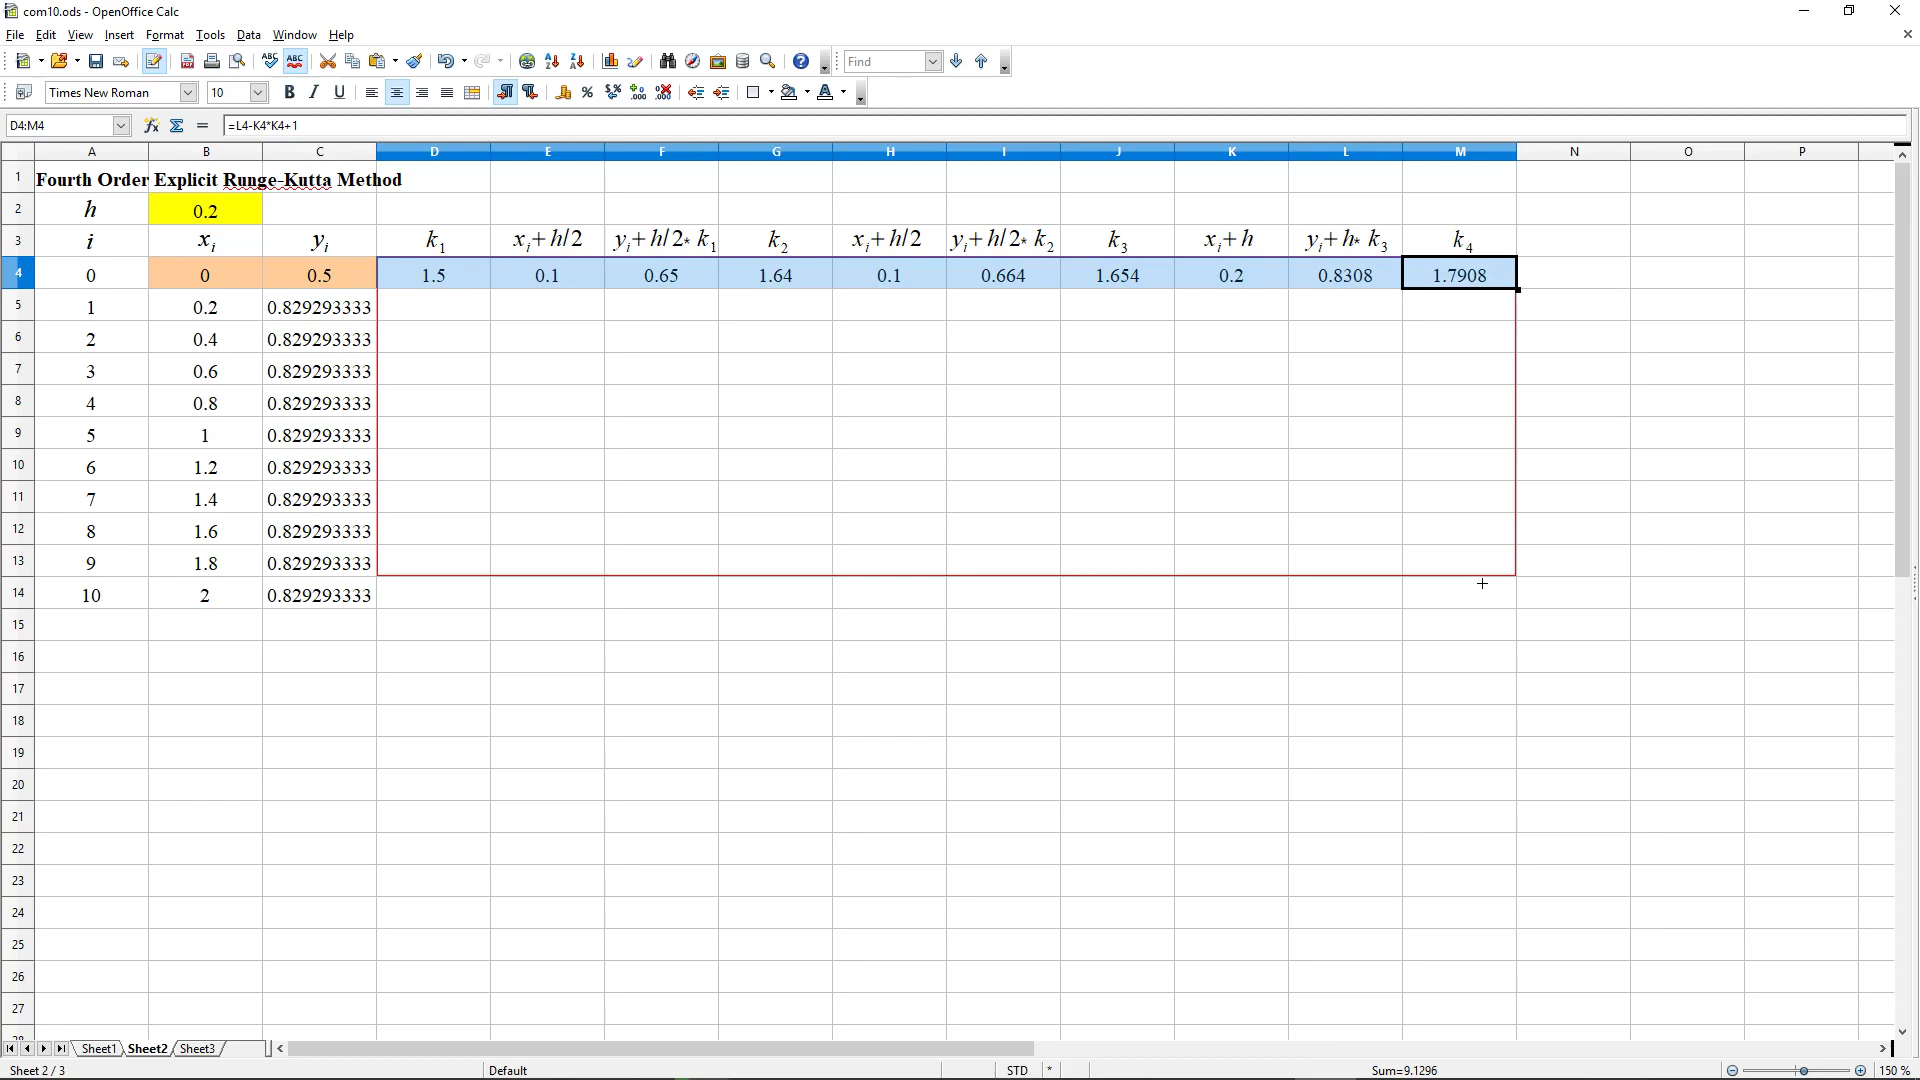 com10.ods - OpenOffice Calc
File Edit View Insert Format Tools Data Window Help
Find
Times New Roman 10
D4:M4 =L4-K4*K4+1
A B C D E F G H I J K L M N O P
1 Fourth Order Explicit Runge-Kutta Method
2 h 0.2
3 i xᵢ yᵢ k₁ xᵢ+h/2 yᵢ+h/2* k₁ k₂ xᵢ+h/2 yᵢ+h/2* k₂ k₃ xᵢ+h yᵢ+h* k₃ k₄
4 0 0 0.5 1.5 0.1 0.65 1.64 0.1 0.664 1.654 0.2 0.8308 1.7908
5 1 0.2 0.829293333
6 2 0.4 0.829293333
7 3 0.6 0.829293333
8 4 0.8 0.829293333
9 5 1 0.829293333
10 6 1.2 0.829293333
11 7 1.4 0.829293333
12 8 1.6 0.829293333
13 9 1.8 0.829293333
14 10 2 0.829293333
15
16
17
18
19
20
21
22
23
24
25
26
27
Sheet1 Sheet2 Sheet3
Sheet 2 / 3 Default STD * Sum=9.1296 150 %